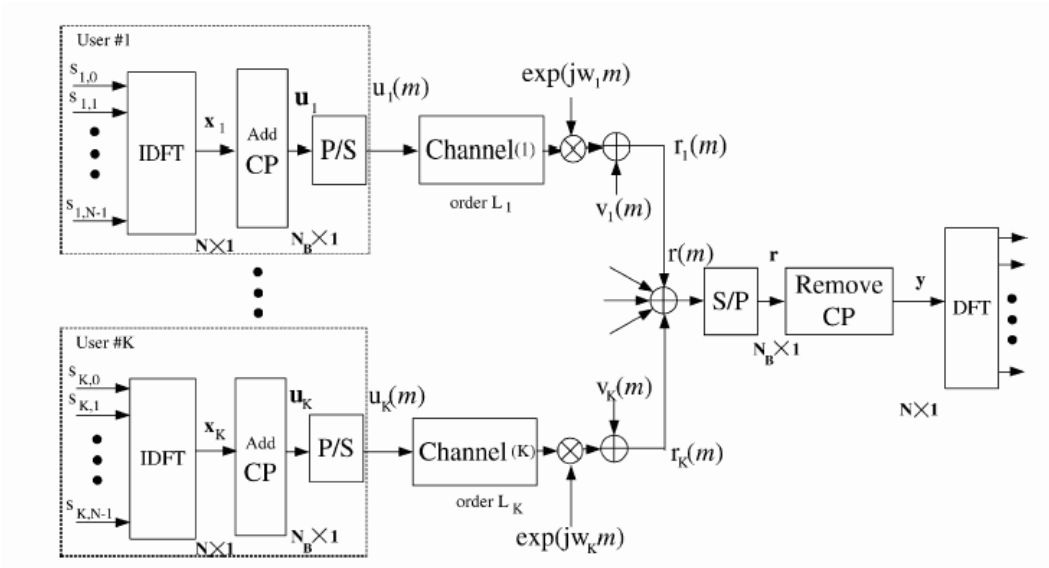 User #1
s1,0
s1,1
s1,N-1
IDFT
x1
N×1
Add
CP
u1
NB×1
P/S
u1(m)
Channel(1)
order L1
exp(jw1m)
v1(m)
r1(m)
r(m)
S/P
r
NB×1
Remove
CP
y
DFT
N×1
User #K
sK,0
sK,1
sK,N-1
IDFT
xK
N×1
Add
CP
uK
NB×1
P/S
uK(m)
Channel(K)
order LK
exp(jwKm)
vK(m)
rK(m)